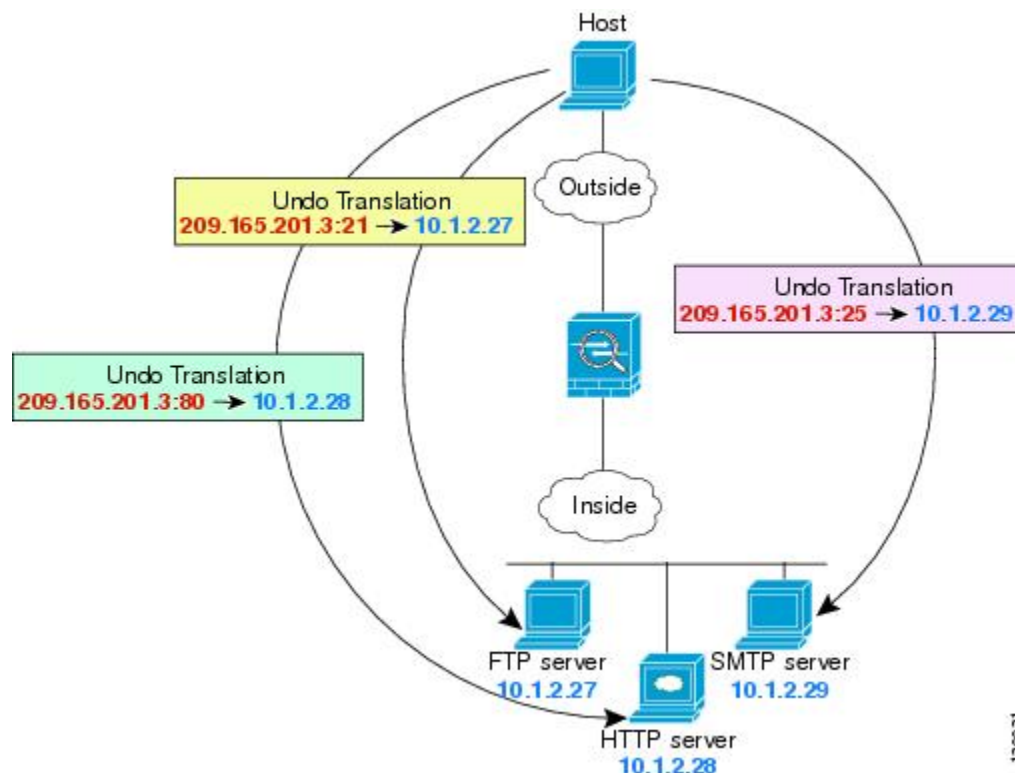 Host
Outside
Undo Translation
209.165.201.3:21 → 10.1.2.27
Undo Translation
209.165.201.3:25 → 10.1.2.29
Undo Translation
209.165.201.3:80 → 10.1.2.28
Inside
FTP server
10.1.2.27
SMTP server
10.1.2.29
HTTP server
10.1.2.28